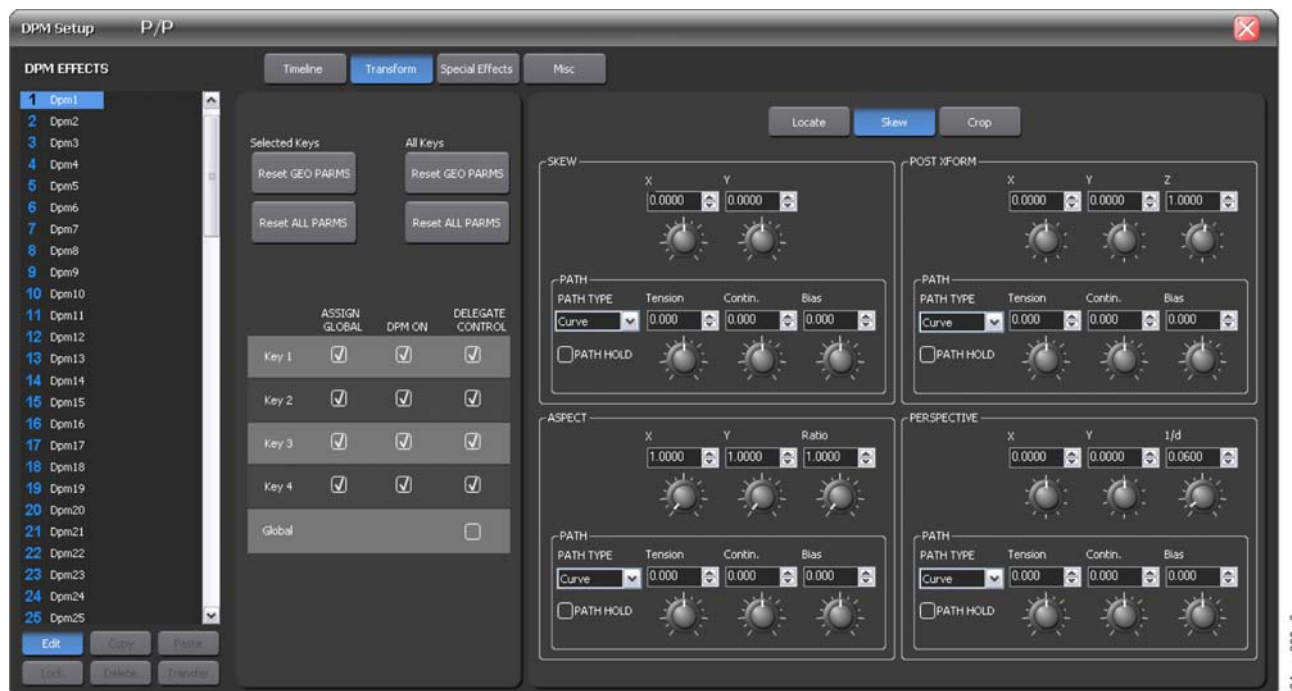 DPM Setup P/P
DPM EFFECTS
Timeline Transform Special Effects Misc
1 Dpm1
2 Dpm2
3 Dpm3
4 Dpm4
5 Dpm5
6 Dpm6
7 Dpm7
8 Dpm8
9 Dpm9
10 Dpm10
11 Dpm11
12 Dpm12
13 Dpm13
14 Dpm14
15 Dpm15
16 Dpm16
17 Dpm17
18 Dpm18
19 Dpm19
20 Dpm20
21 Dpm21
22 Dpm22
23 Dpm23
24 Dpm24
25 Dpm25
Edit Copy Paste
Lock Delete Transfer
Selected Keys All Keys
Reset GEO PARMS Reset GEO PARMS
Reset ALL PARMS Reset ALL PARMS
ASSIGN GLOBAL DPM ON DELEGATE CONTROL
Key 1
Key 2
Key 3
Key 4
Global
Locate Skew Crop
SKEW
X Y
0.0000 0.0000
PATH
PATH TYPE Tension Contin. Bias
Curve 0.000 0.000 0.000
PATH HOLD
POST XFORM
X Y Z
0.0000 0.0000 1.0000
PATH
PATH TYPE Tension Contin. Bias
Curve 0.000 0.000 0.000
PATH HOLD
ASPECT
X Y Ratio
1.0000 1.0000 1.0000
PATH
PATH TYPE Tension Contin. Bias
Curve 0.000 0.000 0.000
PATH HOLD
PERSPECTIVE
X Y 1/d
0.0000 0.0000 0.0600
PATH
PATH TYPE Tension Contin. Bias
Curve 0.000 0.000 0.000
PATH HOLD